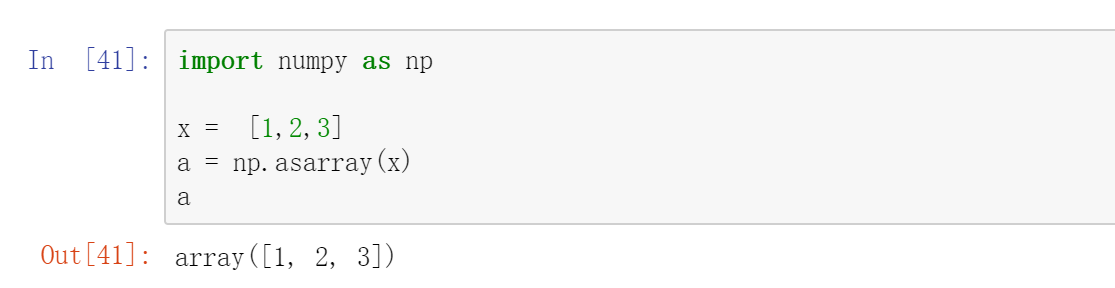 In [41]: import numpy as np
x = [1,2,3]
a = np.asarray(x)
a
Out[41]: array([1, 2, 3])